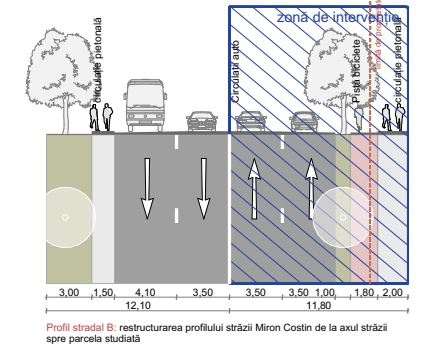 zona de intervenție
circulație pietonală
Circulați auto
Pistă biciclete
circulație pietonală
3,00 1,50 4,10 3,50 3,50 3,50 1,00 1.80 2,00
12,10 11.80
Profil stradal B: restructurarea profilului străzii Miron Costin de la axul străzii
spre parcela studiată